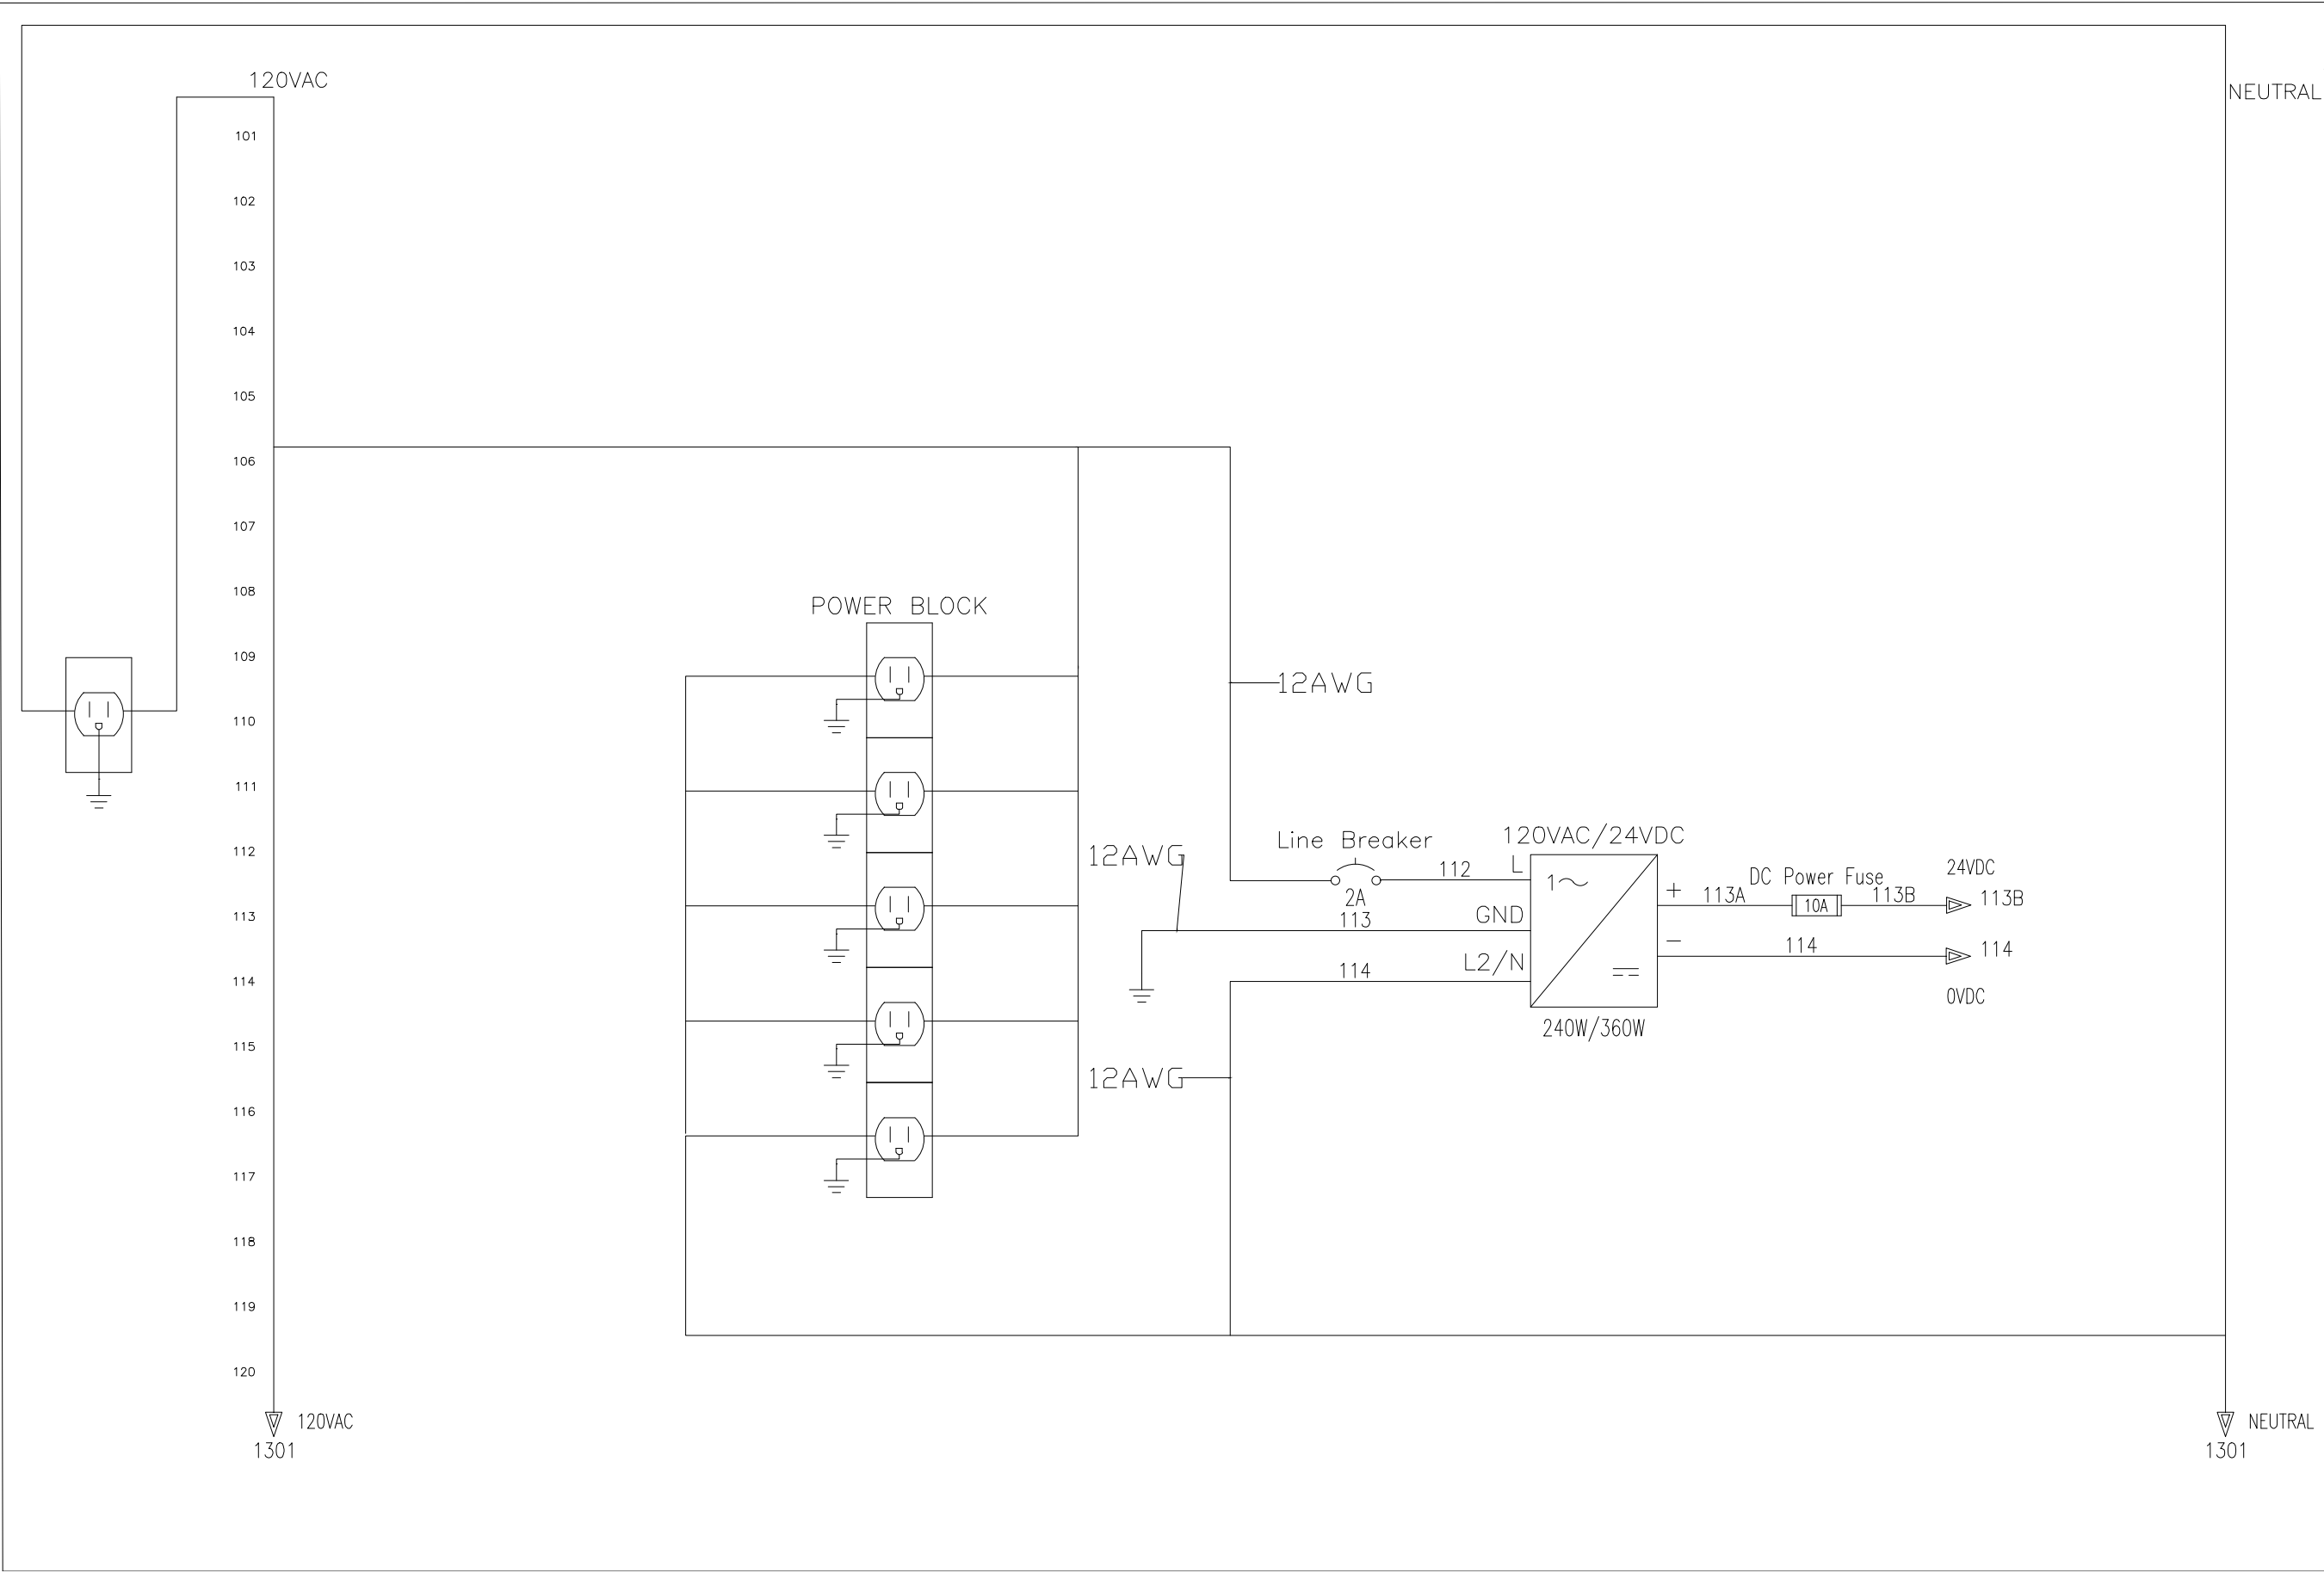 120VAC
NEUTRAL
101
102
103
104
105
106
107
108
POWER BLOCK
109
12AWG
110
111
Line Breaker
120VAC/24VDC
112
12AWG
112
L
1~
24VDC
DC Power Fuse
2A
+
113A
10A
113B
113B
113
113
GND
−
114
114
114
114
L2/N
0VDC
240W/360W
115
12AWG
116
117
118
119
120
120VAC
NEUTRAL
1301
1301